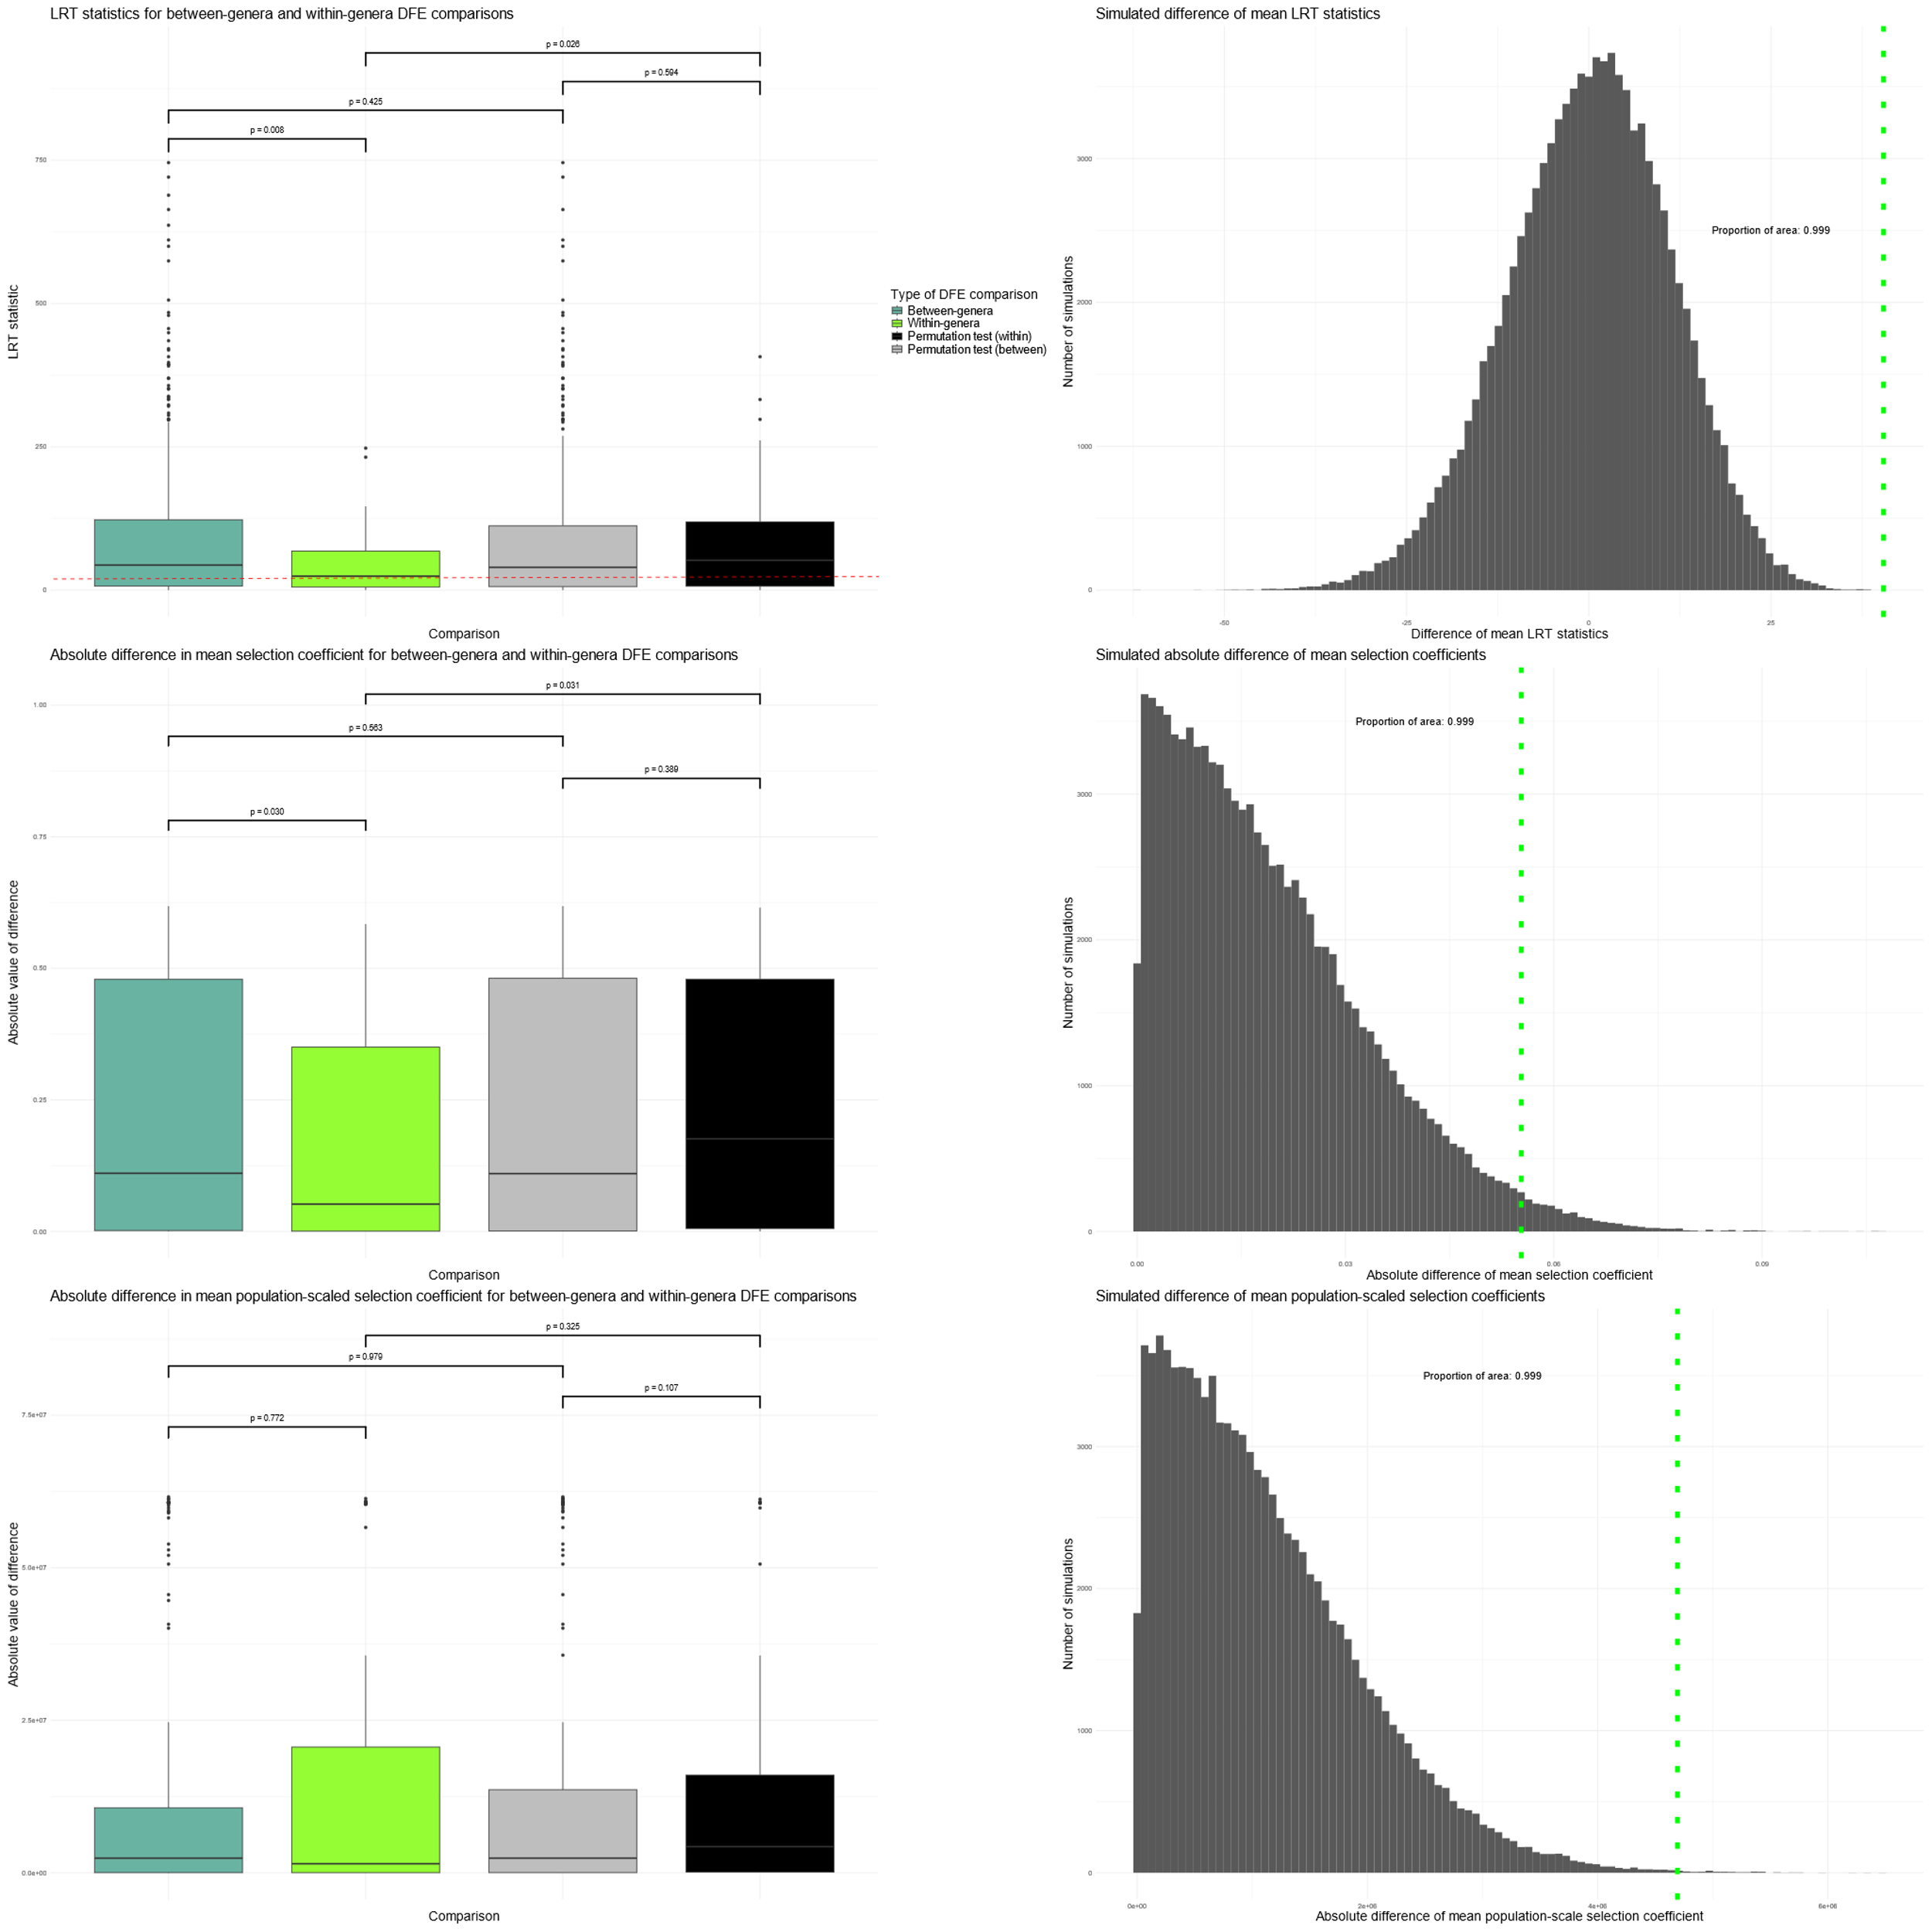 LRT statistics for between-genera and within-genera DFE comparisons
p = 0.026
p = 0.594
p = 0.425
p = 0.008
750
500
250
0
LRT statistic
Comparison
Type of DFE comparison
Between-genera
Within-genera
Permutation test (within)
Permutation test (between)
Simulated difference of mean LRT statistics
Proportion of area: 0.999
3000
2000
1000
0
Number of simulations
-50
-25
0
25
Difference of mean LRT statistics
Absolute difference in mean selection coefficient for between-genera and within-genera DFE comparisons
p = 0.031
p = 0.563
p = 0.389
p = 0.030
1.00
0.75
0.50
0.25
0.00
Absolute value of difference
Comparison
Simulated absolute difference of mean selection coefficients
Proportion of area: 0.999
3000
2000
1000
0
Number of simulations
0.00
0.03
0.06
0.09
Absolute difference of mean selection coefficient
Absolute difference in mean population-scaled selection coefficient for between-genera and within-genera DFE comparisons
p = 0.325
p = 0.979
p = 0.107
p = 0.772
7.5e+07
5.0e+07
2.5e+07
0.0e+00
Absolute value of difference
Comparison
Simulated difference of mean population-scaled selection coefficients
Proportion of area: 0.999
3000
2000
1000
0
Number of simulations
0e+00
2e+06
4e+06
6e+06
Absolute difference of mean population-scale selection coefficient